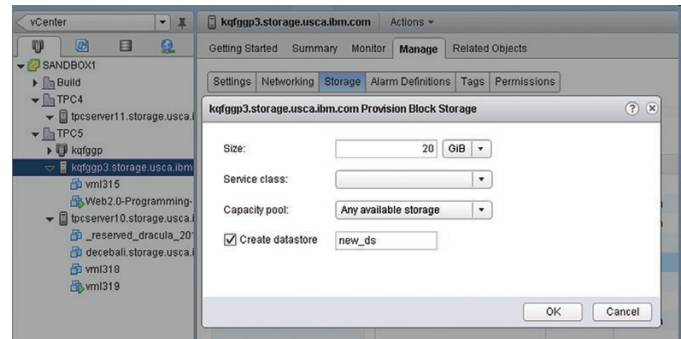 vCenter
SANDBOX1
Build
TPC4
tpcserver11.storage.usca.i
TPC5
kqfggp
kqfggp3.storage.usca.ibm
vml315
Web2.0-Programming-
tpcserver10.storage.usca.i
_reserved_dracula_20
decebali.storage.usca.i
vml318
vml319
kqfggp3.storage.usca.ibm.com Actions
Getting Started Summary Monitor Manage Related Objects
Settings Networking Storage Alarm Definitions Tags Permissions
kqfggp3.storage.usca.ibm.com Provision Block Storage
Size: 20 GiB
Service class:
Capacity pool: Any available storage
Create datastore new_ds
OK Cancel